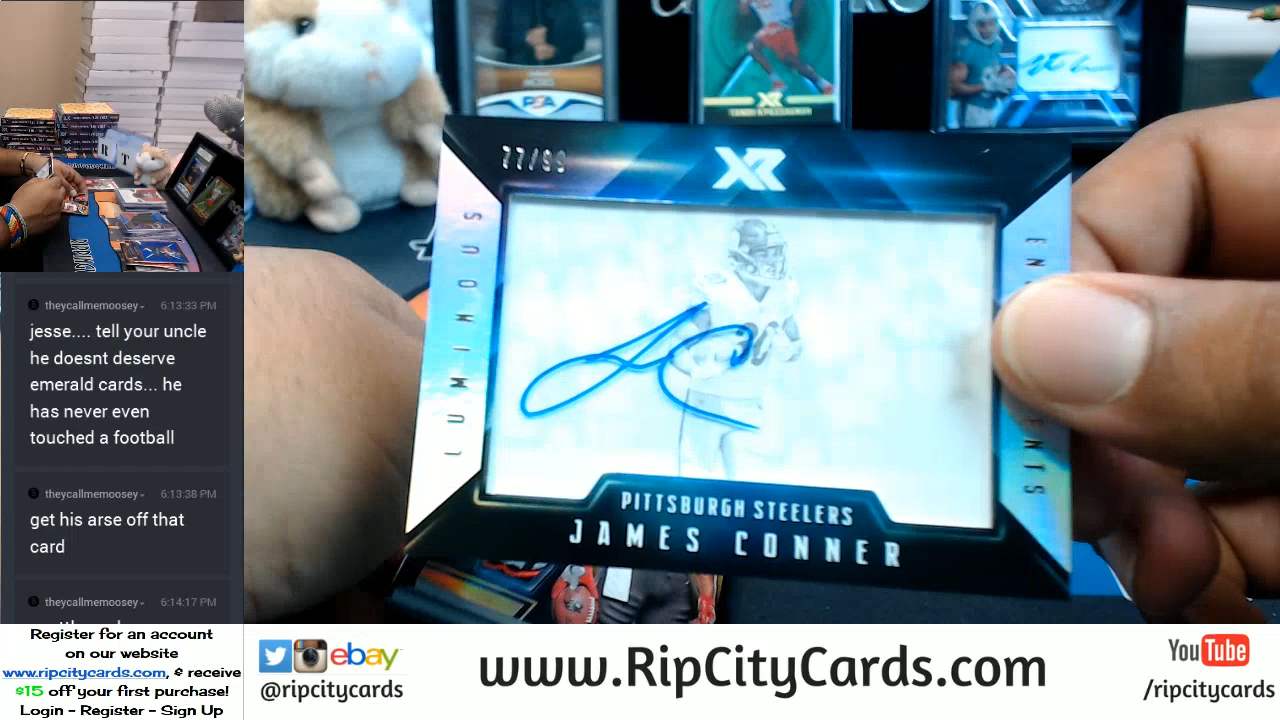 theycallmemoosey 6:13:33 PM
jesse.... tell your uncle
he doesnt deserve
emerald cards... he
has never even
touched a football
theycallmemoosey 6:13:38 PM
get his arse off that
card
theycallmemoosey 6:14:17 PM
Register for an account
on our website
www.ripcitycards.com, & receive
$15 off your first purchase!
Login - Register - Sign Up
PSA
XR
77/99
XR
LUMINOUS
PITTSBURGH STEELERS
JAMES CONNER
ebay
@ripcitycards
www.RipCityCards.com
YouTube
/ripcitycards